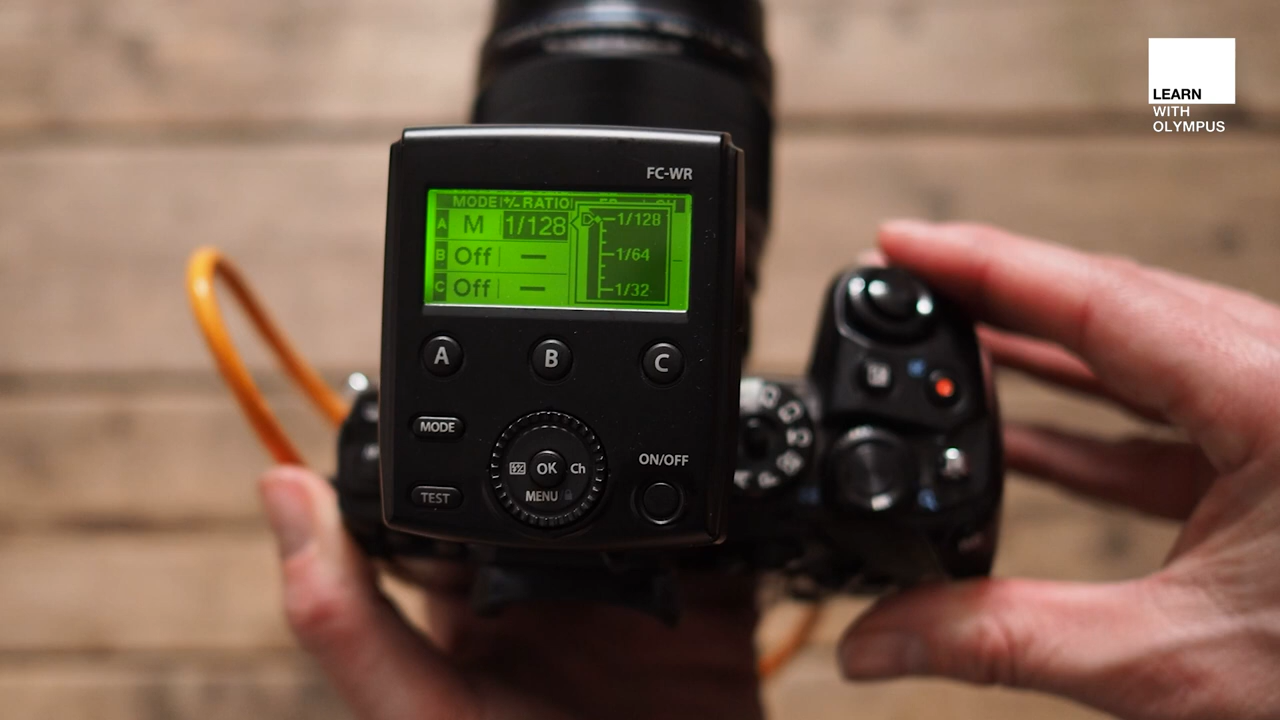 LEARN
WITH
OLYMPUS
FC-WR
MODE +/- RATIO
A M 1/128
1/128
B Off —
1/64
C Off —
1/32
A B C
MODE
ON/OFF
OK Ch
MENU
TEST